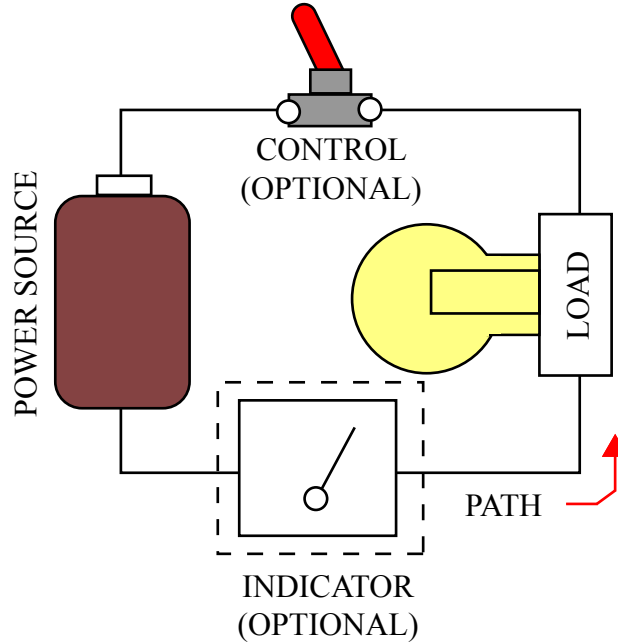 CONTROL
(OPTIONAL)
POWER SOURCE
LOAD
PATH
INDICATOR
(OPTIONAL)